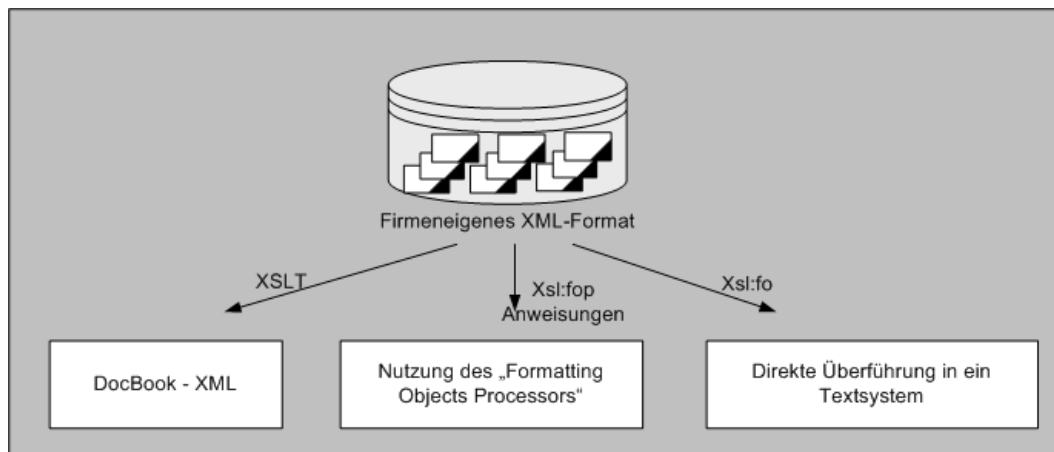 Firmeneigenes XML-Format
XSLT
Xsl:fop
Anweisungen
Xsl:fo
DocBook - XML
Nutzung des „Formatting
Objects Processors“
Direkte Überführung in ein
Textsystem